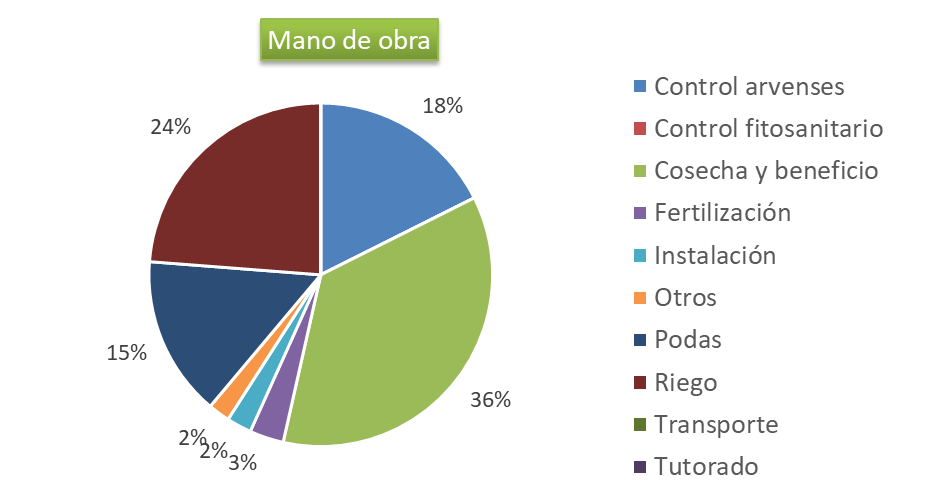 Mano de obra
18%
36%
3%
2%
2%
15%
24%
Control arvenses
Control fitosanitario
Cosecha y beneficio
Fertilización
Instalación
Otros
Podas
Riego
Transporte
Tutorado